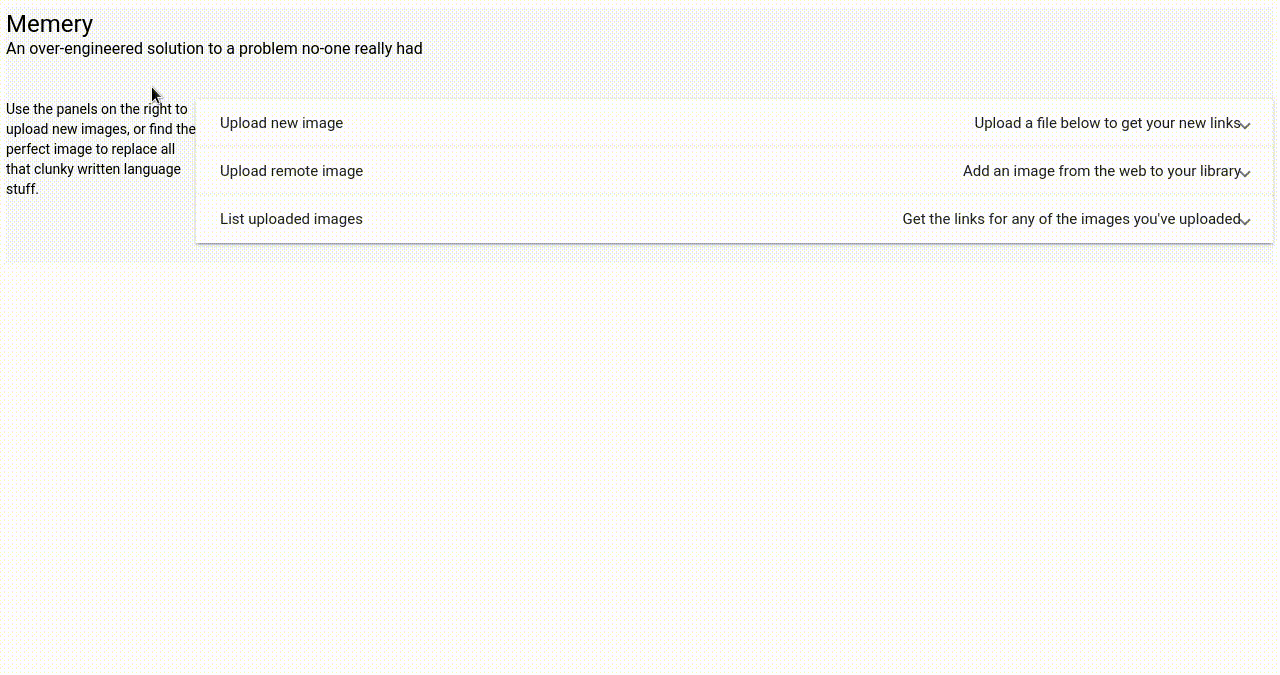 Memery
An over-engineered solution to a problem no-one really had
Use the panels on the right to
upload new images, or find the
perfect image to replace all
that clunky written language
stuff.
Upload new image
Upload a file below to get your new links
Upload remote image
Add an image from the web to your library
List uploaded images
Get the links for any of the images you've uploaded